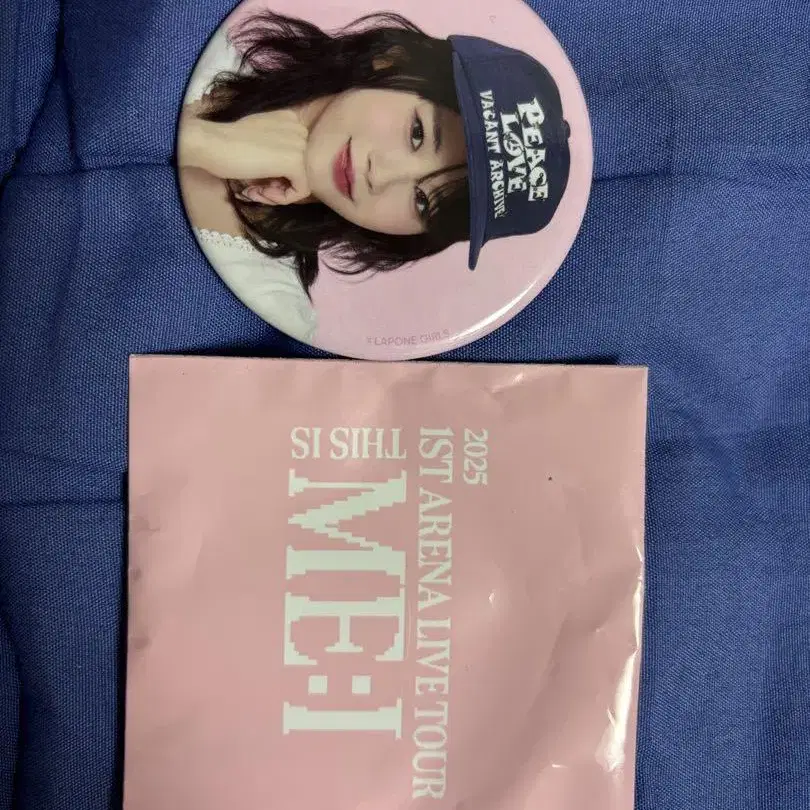 PEACE
LOVE
VACANT ARCHIVE
LAPONE GIRLS
2025
1ST ARENA LIVE TOUR
THIS IS
ME:I